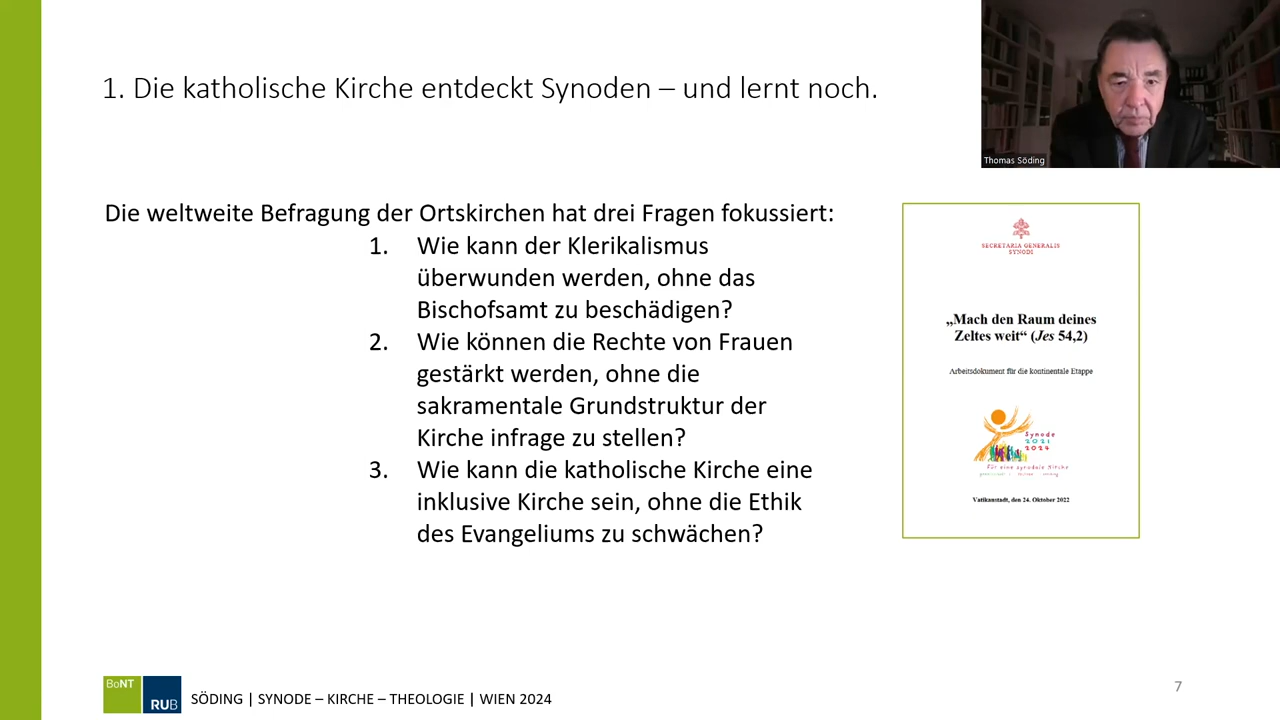 1. Die katholische Kirche entdeckt Synoden – und lernt noch.
Thomas Söding
Die weltweite Befragung der Ortskirchen hat drei Fragen fokussiert:
1. Wie kann der Klerikalismus
überwunden werden, ohne das
Bischofsamt zu beschädigen?
2. Wie können die Rechte von Frauen
gestärkt werden, ohne die
sakramentale Grundstruktur der
Kirche infrage zu stellen?
3. Wie kann die katholische Kirche eine
inklusive Kirche sein, ohne die Ethik
des Evangeliums zu schwächen?
SECRETARIA GENERALIS
SYNODI
„Mach den Raum deines
Zeltes weit“ (Jes 54,2)
Arbeitsdokument für die kontinentale Etappe
Synode
2021
2024
Für eine synodale Kirche
Vatikanstadt, den 24. Oktober 2022
BoNT
RUB
SÖDING | SYNODE – KIRCHE – THEOLOGIE | WIEN 2024
7